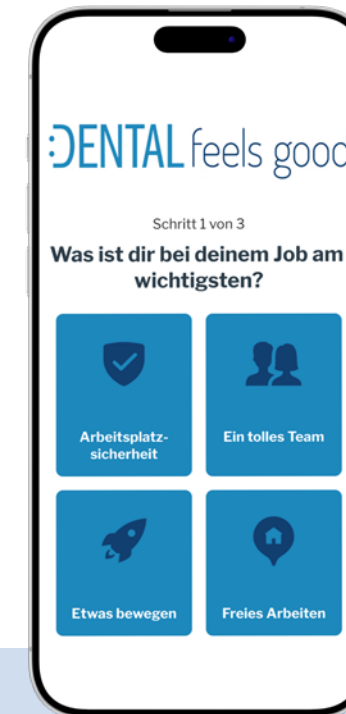 DENTAL feels good
Schritt 1 von 3
Was ist dir bei deinem Job am
wichtigsten?
Arbeitsplatz-
sicherheit
Ein tolles Team
Etwas bewegen
Freies Arbeiten